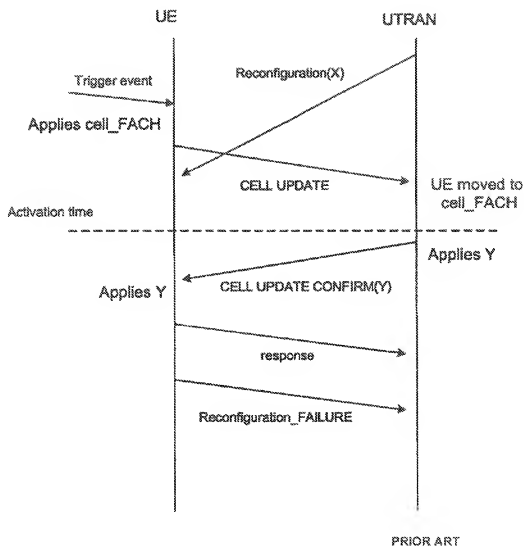 UE
UTRAN
Reconfiguration(X)
Trigger event
Applies cell_FACH
CELL UPDATE
UE moved to
cell_FACH
Activation time
Applies Y
CELL UPDATE CONFIRM(Y)
Applies Y
response
Reconfiguration_FAILURE
PRIOR ART